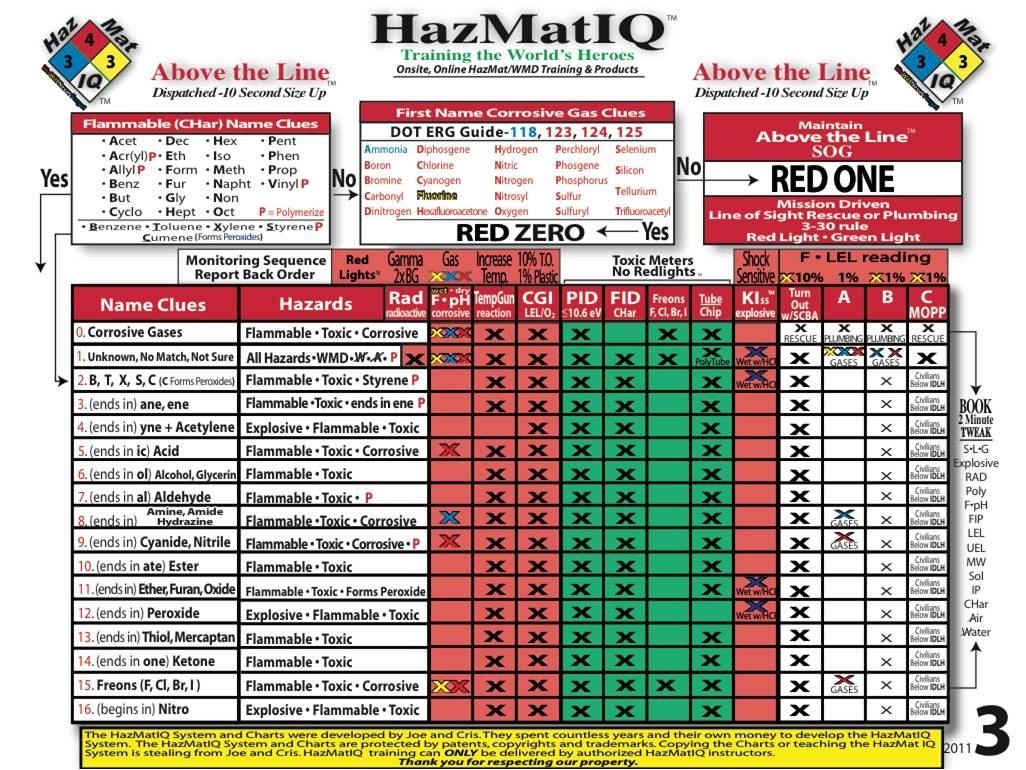 Haz Mat
4
3 3
IQ
TM
HazMatIQ™
Training the World's Heroes
Onsite, Online HazMat/WMD Training & Products
Haz Mat
4
3 3
IQ
TM
Above the Line™
Dispatched -10 Second Size Up
Above the Line™
Dispatched -10 Second Size Up
Flammable (CHar) Name Clues
• Acet • Dec • Hex • Pent
• Acr(yl)P • Eth • Iso • Phen
• AllylP • Form • Meth • Prop
• Benz • Fur • Napht • VinylP
• But • Gly • Non
• Cyclo • Hept • Oct P = Polymerize
• Benzene • Toluene • Xylene • StyreneP
Cumene (Forms Peroxides)
Yes
No
First Name Corrosive Gas Clues
DOT ERG Guide-118, 123, 124, 125
Ammonia Diphosgene Hydrogen Perchloryl Selenium
Boron Chlorine Nitric Phosgene Silicon
Bromine Cyanogen Nitrogen Phosphorus
Carbonyl Fluorine Nitrosyl Sulfur Tellurium
Dinitrogen Hexafluoroacetone Oxygen Sulfuryl Trifluoroacetyl
RED ZERO Yes
No
Maintain
Above the Line™
SOG
RED ONE
Mission Driven
Line of Sight Rescue or Plumbing
3-30 rule
Red Light • Green Light
Monitoring Sequence
Report Back Order
Red Lights™
Gamma 2xBG
Gas XXX
Increase Temp.
10% T.O. 1% Plastic
Toxic Meters
No Redlights™
Shock Sensitive
F • LEL reading
X10% 1% X1% X1%
Name Clues
Hazards
Rad radioactive
wet • dry F•pH corrosive
TempGun reaction
CGI LEL/O₂
PID ≤10.6 eV
FID CHar
Freons F, Cl, Br, I
Tube Chip
KIss™ explosive
Turn Out w/SCBA
A
B
C MOPP
0. Corrosive Gases Flammable • Toxic • Corrosive XXX X X X X X X X X RESCUE X PLUMBING X PLUMBING X RESCUE
1. Unknown, No Match, Not Sure All Hazards•WMD•W•A• P X XXX X X X X X X PolyTube X Wet w/HCl X XXX GASES X X GASES X
2. B, T, X, S, C (C Forms Peroxides) Flammable • Toxic • Styrene P X X X X X X Wet w/HCl X X Civilians Below IDLH
3. (ends in) ane, ene Flammable •Toxic • ends in ene P X X X X X X X Civilians Below IDLH
4. (ends in) yne + Acetylene Explosive • Flammable • Toxic X X X X X Civilians Below IDLH
5. (ends in ic) Acid Flammable • Toxic • Corrosive X X X X X X X X Civilians Below IDLH
6. (ends in ol) Alcohol, Glycerin Flammable • Toxic X X X X X X X Civilians Below IDLH
7. (ends in al) Aldehyde Flammable • Toxic • P X X X X X X X Civilians Below IDLH
8. (ends in) Amine, Amide Hydrazine Flammable •Toxic • Corrosive X X X X X X X X GASES X Civilians Below IDLH
9. (ends in) Cyanide, Nitrile Flammable • Toxic • Corrosive • P X X X X X X X X GASES X Civilians Below IDLH
10. (ends in ate) Ester Flammable • Toxic X X X X X X X Civilians Below IDLH
11. (ends in) Ether, Furan, Oxide Flammable • Toxic • Forms Peroxide X X X X X X Wet w/HCl X X Civilians Below IDLH
12. (ends in) Peroxide Explosive • Flammable • Toxic X X X X X Wet w/HCl X X Civilians Below IDLH
13. (ends in) Thiol, Mercaptan Flammable • Toxic X X X X X X X Civilians Below IDLH
14. (ends in one) Ketone Flammable • Toxic X X X X X X X Civilians Below IDLH
15. Freons (F, Cl, Br, I ) Flammable • Toxic • Corrosive XX X X X X X X X X GASES X Civilians Below IDLH
16. (begins in) Nitro Explosive • Flammable • Toxic X X X X X X X Civilians Below IDLH
BOOK
2 Minute
TWEAK
S•L•G
Explosive
RAD
Poly
F•pH
FIP
LEL
UEL
MW
Sol
IP
CHar
Air
Water
The HazMatIQ System and Charts were developed by Joe and Cris. They spent countless years and their own money to develop the HazMatIQ
System. The HazMatIQ System and Charts are protected by patents, copyrights and trademarks. Copying the Charts or teaching the HazMat IQ
System is stealing from Joe and Cris. HazMatIQ training can ONLY be delivered by authorized HazMatIQ instructors.
Thank you for respecting our property.
2011
3